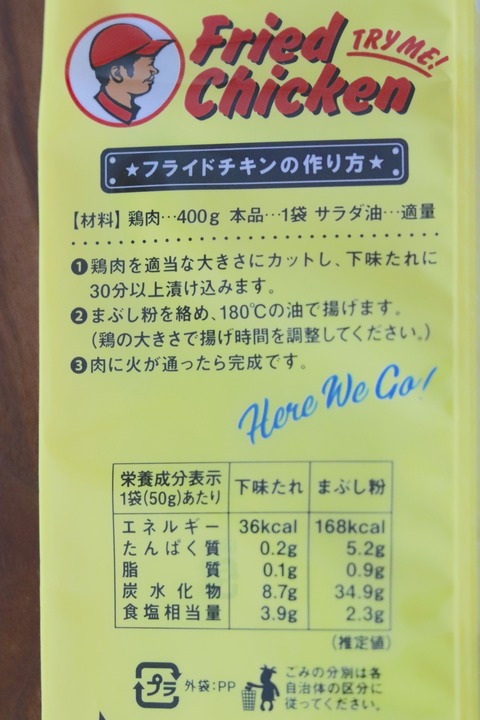 Fried
Chicken
TRY ME!
★フライドチキンの作り方★
【材料】鶏肉…400g 本品…1袋 サラダ油…適量
❶鶏肉を適当な大きさにカットし、下味たれに
30分以上漬け込みます。
❷まぶし粉を絡め、180℃の油で揚げます。
(鶏の大きさで揚げ時間を調整してください。)
❸肉に火が通ったら完成です。
Here We Go!
栄養成分表示
1袋(50g)あたり 下味たれ まぶし粉
エネルギー 36kcal 168kcal
たんぱく質 0.2g 5.2g
脂質 0.1g 0.9g
炭水化物 8.7g 34.9g
食塩相当量 3.9g 2.3g
(推定値)
プラ 外袋:PP
ごみの分別は各
自治体の区分に
従ってください。